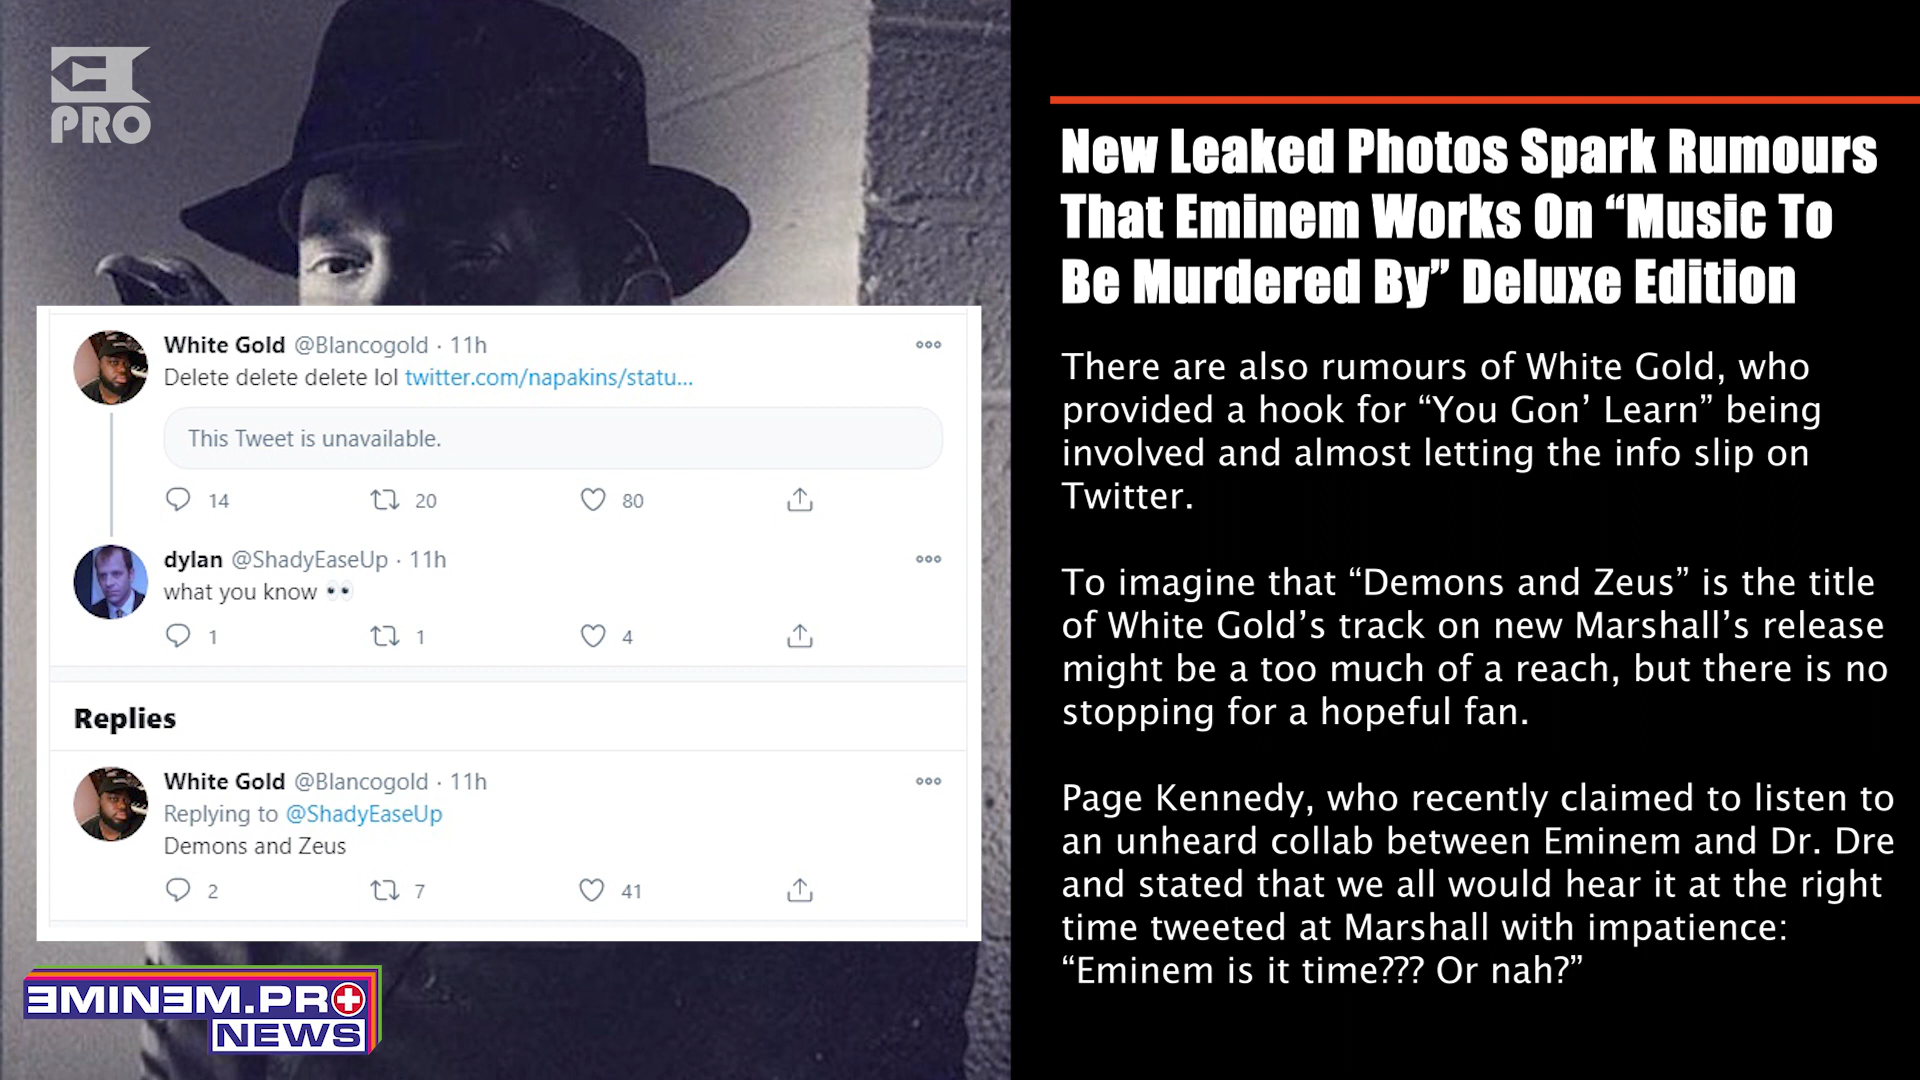 PRO
New Leaked Photos Spark Rumours
That Eminem Works On “Music To
Be Murdered By” Deluxe Edition
White Gold @Blancogold · 11h
Delete delete delete lol twitter.com/napakins/statu...
This Tweet is unavailable.
14 20 80
dylan @ShadyEaseUp · 11h
what you know 👀
1 1 4
Replies
White Gold @Blancogold · 11h
Replying to @ShadyEaseUp
Demons and Zeus
2 7 41
There are also rumours of White Gold, who
provided a hook for “You Gon’ Learn” being
involved and almost letting the info slip on
Twitter.
To imagine that “Demons and Zeus” is the title
of White Gold’s track on new Marshall’s release
might be a too much of a reach, but there is no
stopping for a hopeful fan.
Page Kennedy, who recently claimed to listen to
an unheard collab between Eminem and Dr. Dre
and stated that we all would hear it at the right
time tweeted at Marshall with impatience:
“Eminem is it time??? Or nah?”
EMINEM.PRO
NEWS